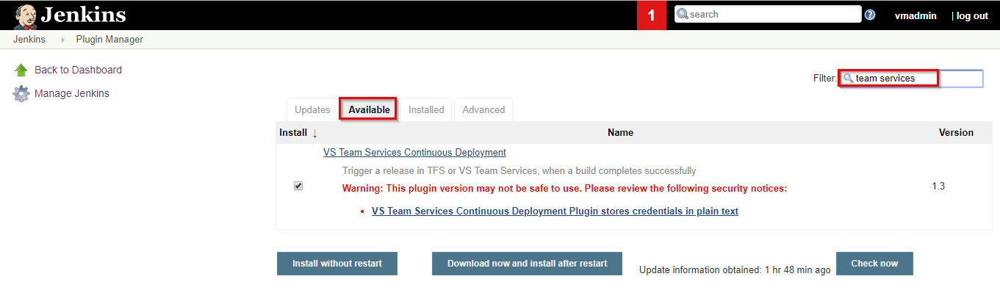 Jenkins
1
search
vmadmin
| log out
Jenkins
Plugin Manager
Back to Dashboard
Manage Jenkins
Filter:
team services
Updates
Available
Installed
Advanced
Install ↓
Name
Version
VS Team Services Continuous Deployment
Trigger a release in TFS or VS Team Services, when a build completes successfully
Warning: This plugin version may not be safe to use. Please review the following security notices:
1.3
• VS Team Services Continuous Deployment Plugin stores credentials in plain text
Install without restart
Download now and install after restart
Update information obtained: 1 hr 48 min ago
Check now